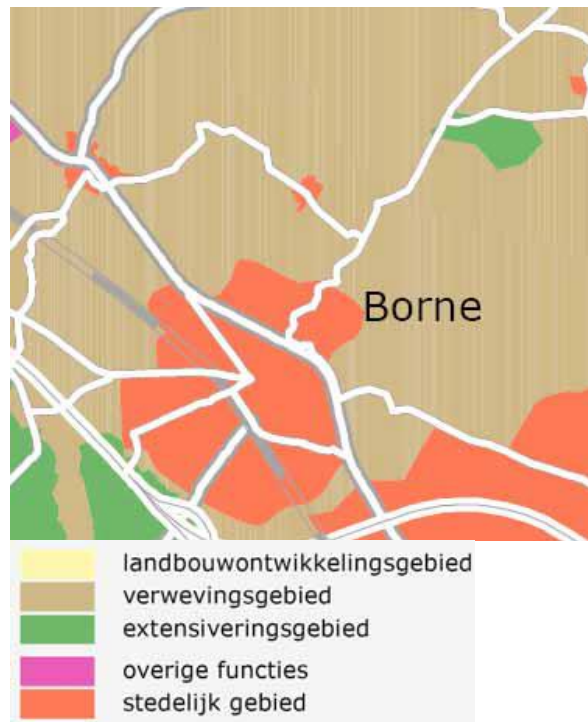 Borne
landbouwontwikkelingsgebied
verwevingsgebied
extensiveringsgebied
overige functies
stedelijk gebied